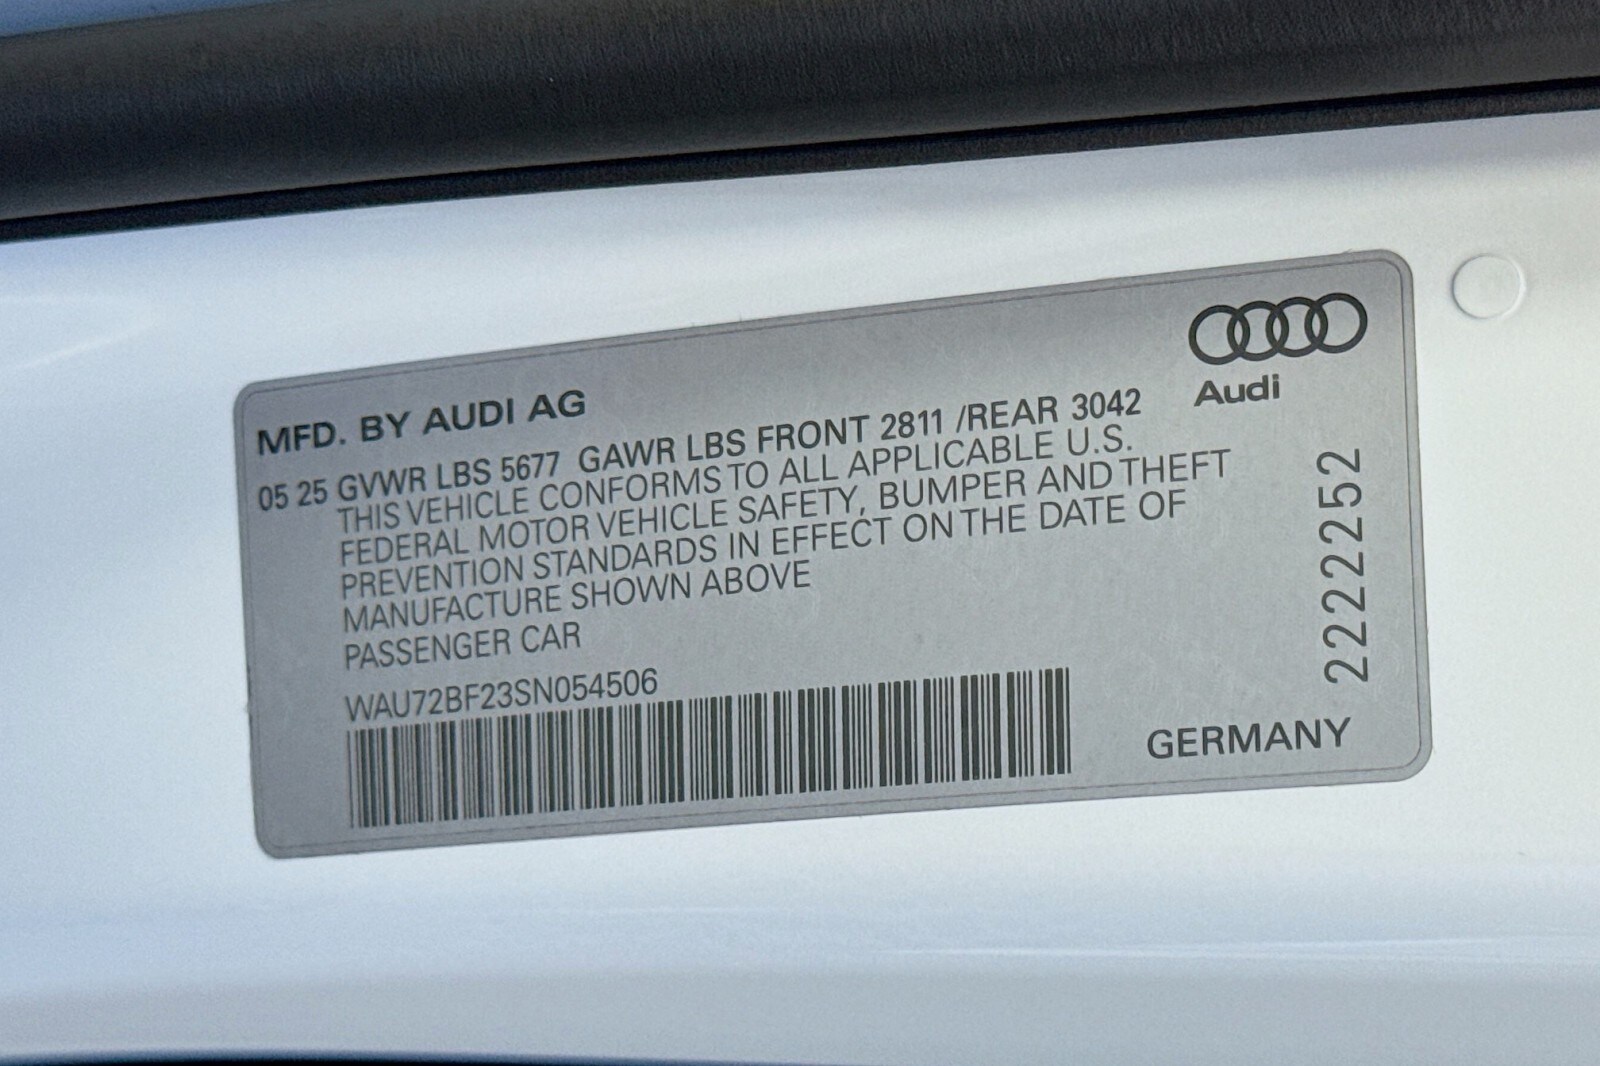 Audi
MFD. BY AUDI AG
05 25 GVWR LBS 5677 GAWR LBS FRONT 2811 /REAR 3042
THIS VEHICLE CONFORMS TO ALL APPLICABLE U.S.
FEDERAL MOTOR VEHICLE SAFETY, BUMPER AND THEFT
PREVENTION STANDARDS IN EFFECT ON THE DATE OF
MANUFACTURE SHOWN ABOVE
PASSENGER CAR
WAU72BF23SN054506
GERMANY
2222252